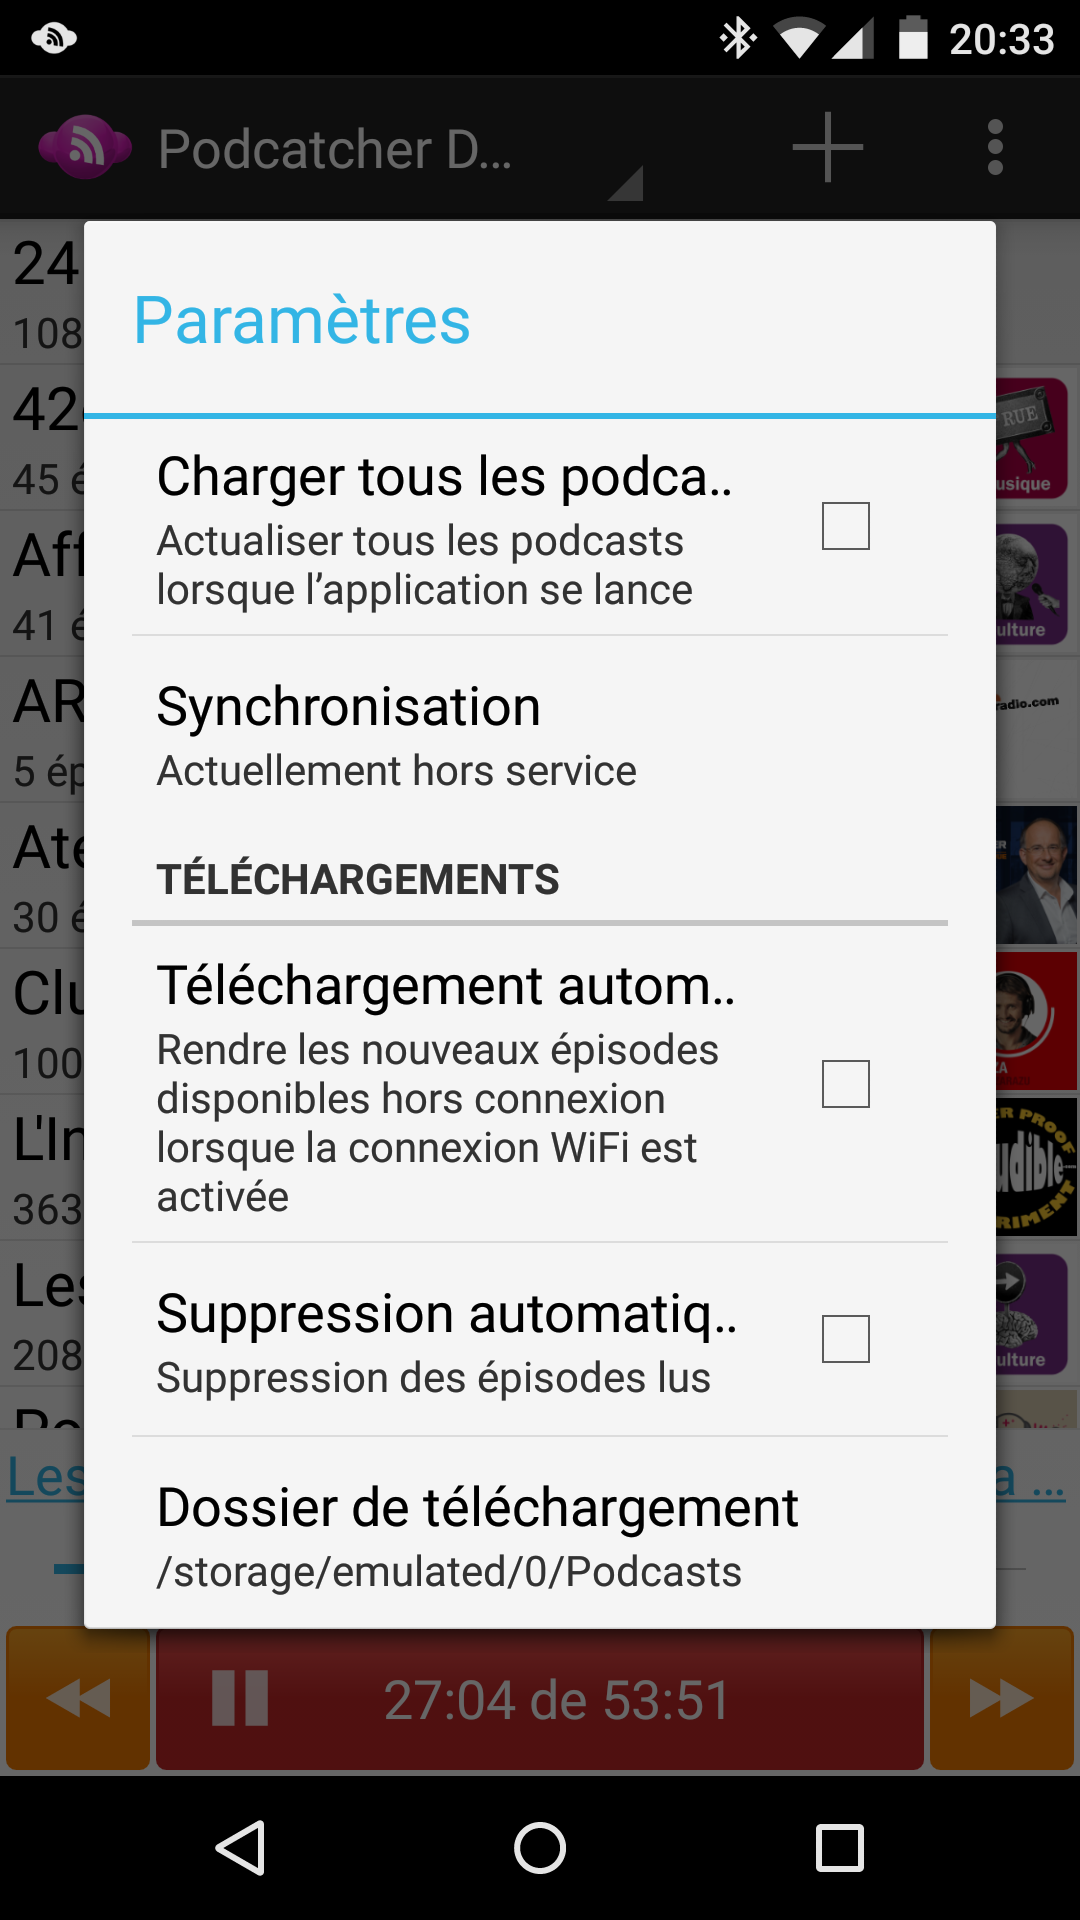 20:33
Podcatcher D...
24
108
42
45 é
RUE
usique
Aff
41 é
ulture
AR
5 ép
radio.com
Ate
30 é
Clu
100
L'In
363
ER PROOF
udible
RIMENT
Les
208
ulture
Les
a ...
Paramètres
Charger tous les podca..
Actualiser tous les podcasts
lorsque l’application se lance
Synchronisation
Actuellement hors service
TÉLÉCHARGEMENTS
Téléchargement autom..
Rendre les nouveaux épisodes
disponibles hors connexion
lorsque la connexion WiFi est
activée
Suppression automatiq..
Suppression des épisodes lus
Dossier de téléchargement
/storage/emulated/0/Podcasts
27:04 de 53:51